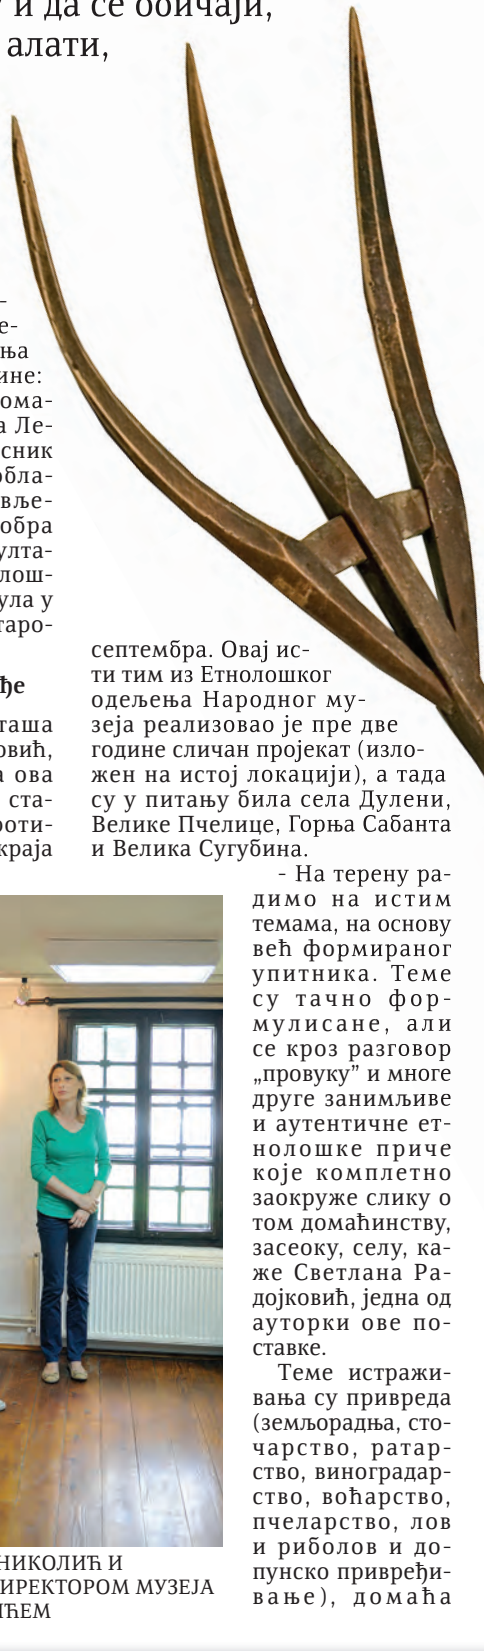 и да се обичаји,
алати,
-
е-
ња
ине:
ома-
а Ле-
сник
обла-
вље-
обра
улта-
лош-
ула у
таро-
ђе
таша
овић,
а ова
ста-
роти-
краја
септембра. Овај ис-
ти тим из Етнолошког
одељења Народног му-
зеја реализовао је пре две
године сличан пројекат (изло-
жен на истој локацији), а тада
су у питању била села Дулени,
Велике Пчелице, Горња Сабанта
и Велика Сугубина.
- На терену ра-
димо на истим
темама, на основу
већ формираног
упитника. Теме
су тачно фор-
мулисане, али
се кроз разговор
„провуку” и многе
друге занимљиве
и аутентичне ет-
нолошке приче
које комплетно
заокруже слику о
том домаћинству,
засеоку, селу, ка-
же Светлана Ра-
дојковић, једна од
ауторки ове по-
ставке.
Теме истражи-
вања су привреда
(земљорадња, сто-
чарство, ратар-
ство, виноградар-
ство, воћарство,
пчеларство, лов
и риболов и до-
пунско привређи-
вање), домаћа
НИКОЛИЋ И
ИРЕКТОРОМ МУЗЕЈА
ИЋЕМ